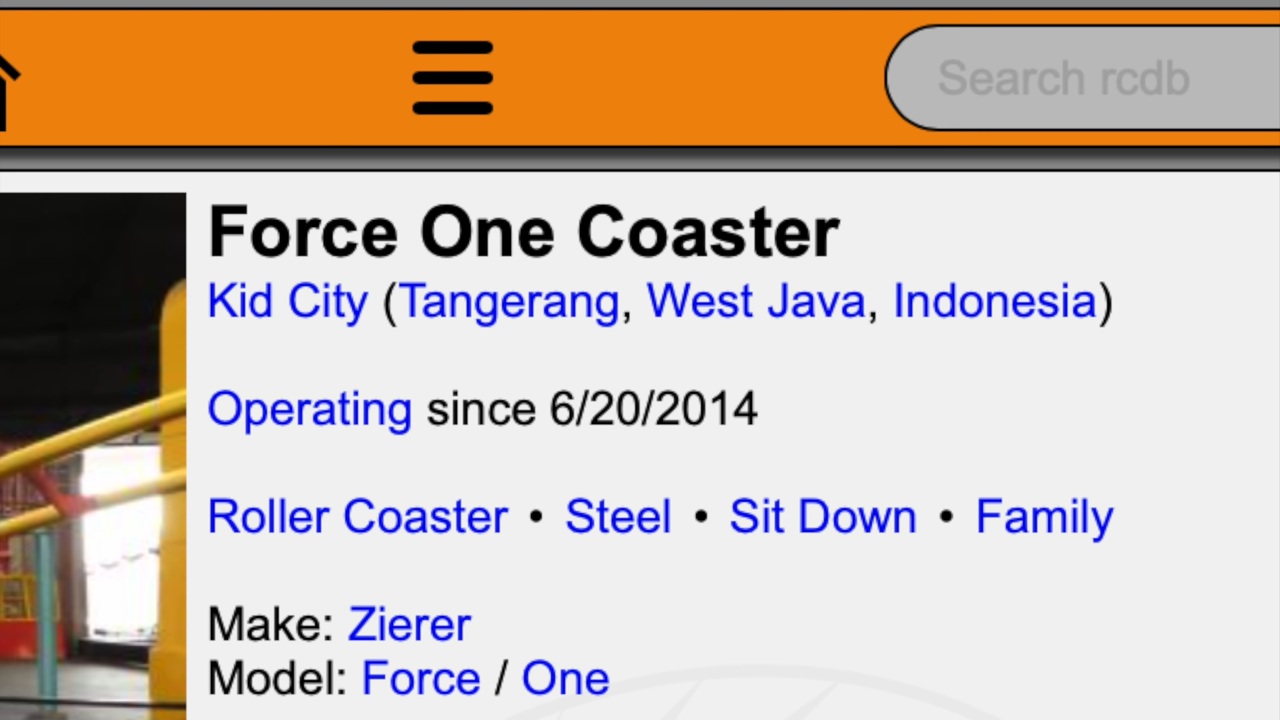 Search rcdb
Force One Coaster
Kid City (Tangerang, West Java, Indonesia)
Operating since 6/20/2014
Roller Coaster • Steel • Sit Down • Family
Make: Zierer
Model: Force / One